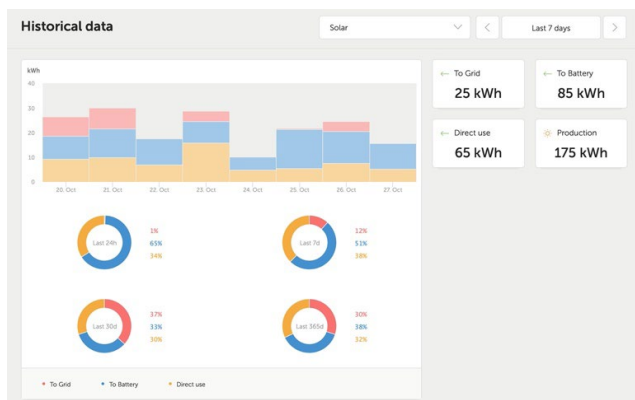 Historical data
Solar
Last 7 days
kWh
40
30
20
10
0
20. Oct 21. Oct 22. Oct 23. Oct 24. Oct 25. Oct 26. Oct 27. Oct
To Grid
25 kWh
To Battery
85 kWh
Direct use
65 kWh
Production
175 kWh
Last 24h
1%
65%
34%
Last 7d
12%
51%
38%
Last 30d
37%
33%
30%
Last 365d
30%
38%
32%
To Grid To Battery Direct use